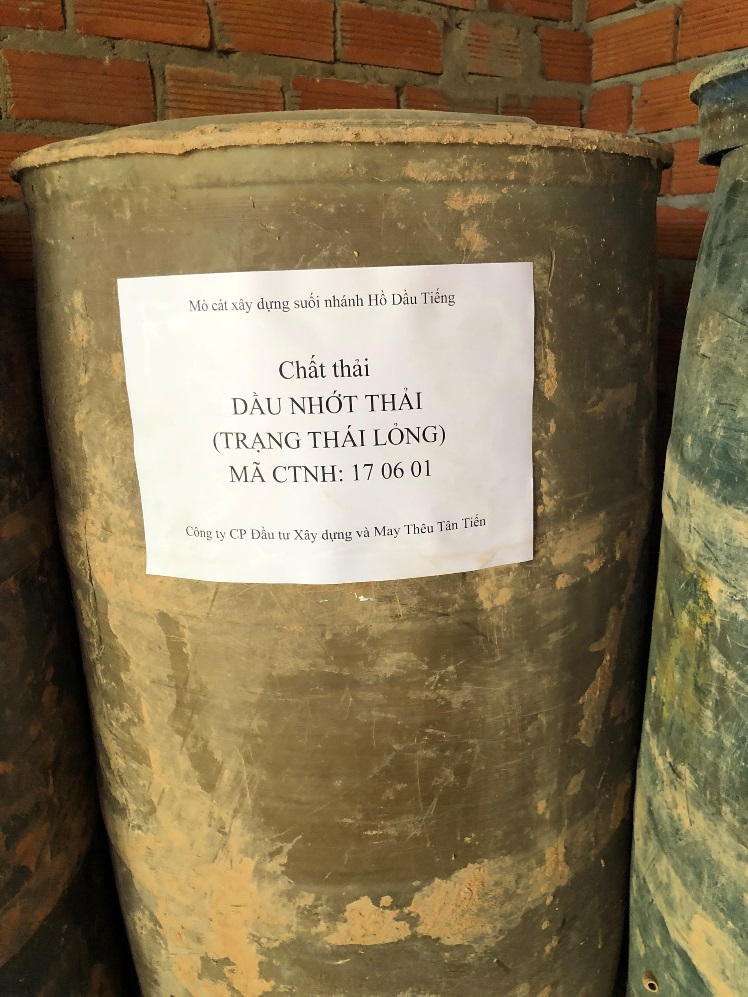 Mỏ cát xây dựng suối nhánh Hồ Dầu Tiếng
Chất thải
DẦU NHỚT THẢI
(TRẠNG THÁI LỎNG)
MÃ CTNH: 17 06 01
Công ty CP Đầu tư Xây dựng và May Thêu Tân Tiến